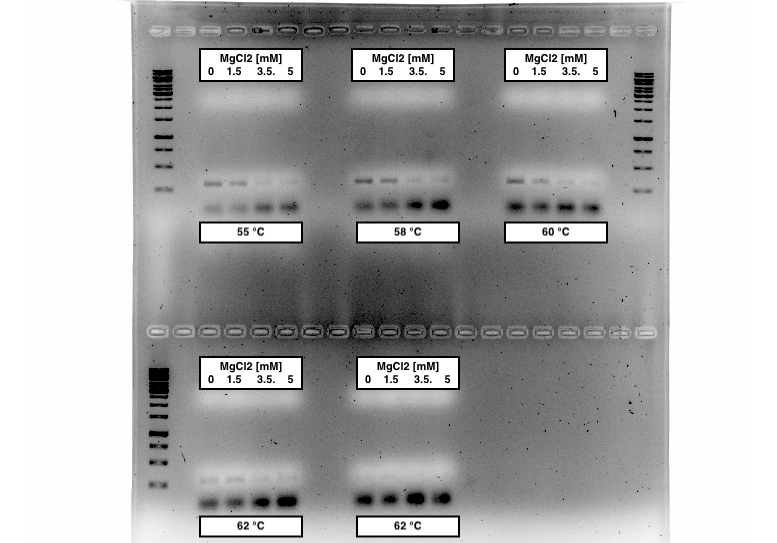 MgCl2 [mM] MgCl2 [mM] MgCl2 [mM]
0 1.5 3.5. 5 0 1.5 3.5. 5 0 1.5 3.5. 5
55 °C 58 °C 60 °C
MgCl2 [mM] MgCl2 [mM]
0 1.5 3.5. 5 0 1.5 3.5. 5
62 °C 62 °C